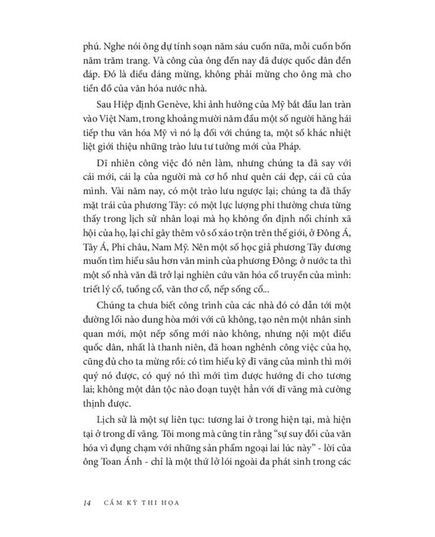 phú. Nghe nói ông dự tính soạn năm sáu cuốn nữa, mỗi cuốn bốn
năm trăm trang. Và công của ông đến nay đã được quốc dân đền
đáp. Đó là điều đáng mừng, không phải mừng cho ông mà cho
tiền đồ của văn hóa nước nhà.
Sau Hiệp định Genève, khi ảnh hưởng của Mỹ bắt đầu lan tràn
vào Việt Nam, trong khoảng mười năm đầu một số người hăng hái
tiếp thu văn hóa Mỹ vì nó lạ đối với chúng ta, một số khác nhiệt
liệt giới thiệu những trào lưu tư tưởng mới của Pháp.
Dĩ nhiên công việc đó nên làm, nhưng chúng ta đã say với
cái mới, cái lạ của người mà cơ hồ như quên cái đẹp, cái cũ của
mình. Vài năm nay, có một trào lưu ngược lại; chúng ta đã thấy
mặt trái của phương Tây: có một lực lượng phi thường chưa từng
thấy trong lịch sử nhân loại mà họ không ổn định nổi chính xã
hội của họ, lại chỉ gây thêm vô số xáo trộn trên thế giới, ở Đông Á,
Tây Á, Phi châu, Nam Mỹ. Nên một số học giả phương Tây đương
muốn tìm hiểu sâu hơn văn minh của phương Đông; ở nước ta thì
một số nhà văn đã trở lại nghiên cứu văn hóa cổ truyền của mình:
triết lý cổ, tuồng cổ, văn thơ cổ, nếp sống cổ...
Chúng ta chưa biết công trình của các nhà đó có dẫn tới một
đường lối nào dung hòa mới với cũ không, tạo nên một nhân sinh
quan mới, một nếp sống mới nào không, nhưng nội một điều
quốc dân, nhất là thanh niên, đã hoan nghênh công việc của họ,
cũng đủ cho ta mừng rồi: có tìm hiểu kỹ dĩ vãng của mình thì mới
quý nó được, có quý nó thì mới tìm được hướng đi cho tương
lai; không một dân tộc nào đoạn tuyệt hẳn với dĩ vãng mà cường
thịnh được.
Lịch sử là một sự liên tục: tương lai ở trong hiện tại, mà hiện
tại ở trong dĩ vãng. Tôi mong mà cũng tin rằng "sự suy đồi của văn
hóa vì đụng chạm với những sản phẩm ngoại lai lúc này" - lời của
ông Toan Ánh - chỉ là một thứ lở lói ngoài da phát sinh trong các
14 CẦM KỲ THI HỌA